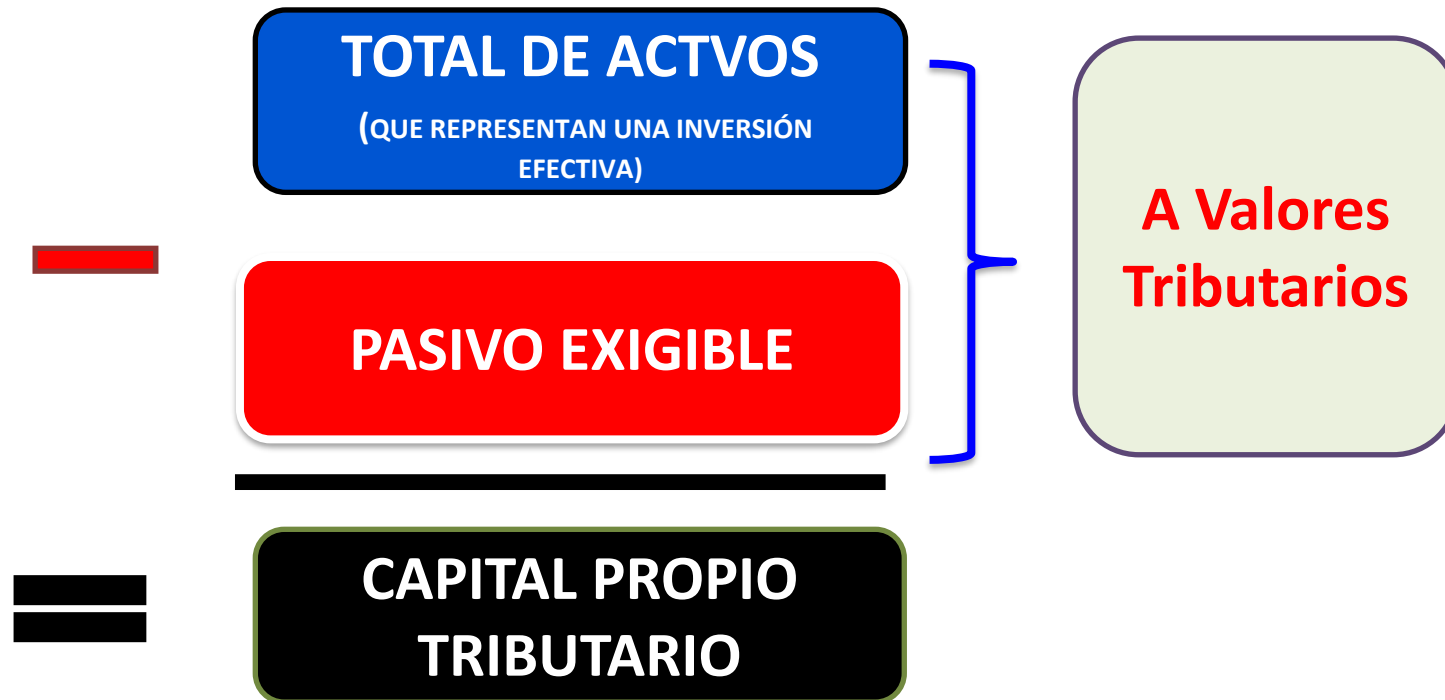 TOTAL DE ACTVOS
(QUE REPRESENTAN UNA INVERSIÓN
EFECTIVA)
A Valores
Tributarios
PASIVO EXIGIBLE
CAPITAL PROPIO
TRIBUTARIO